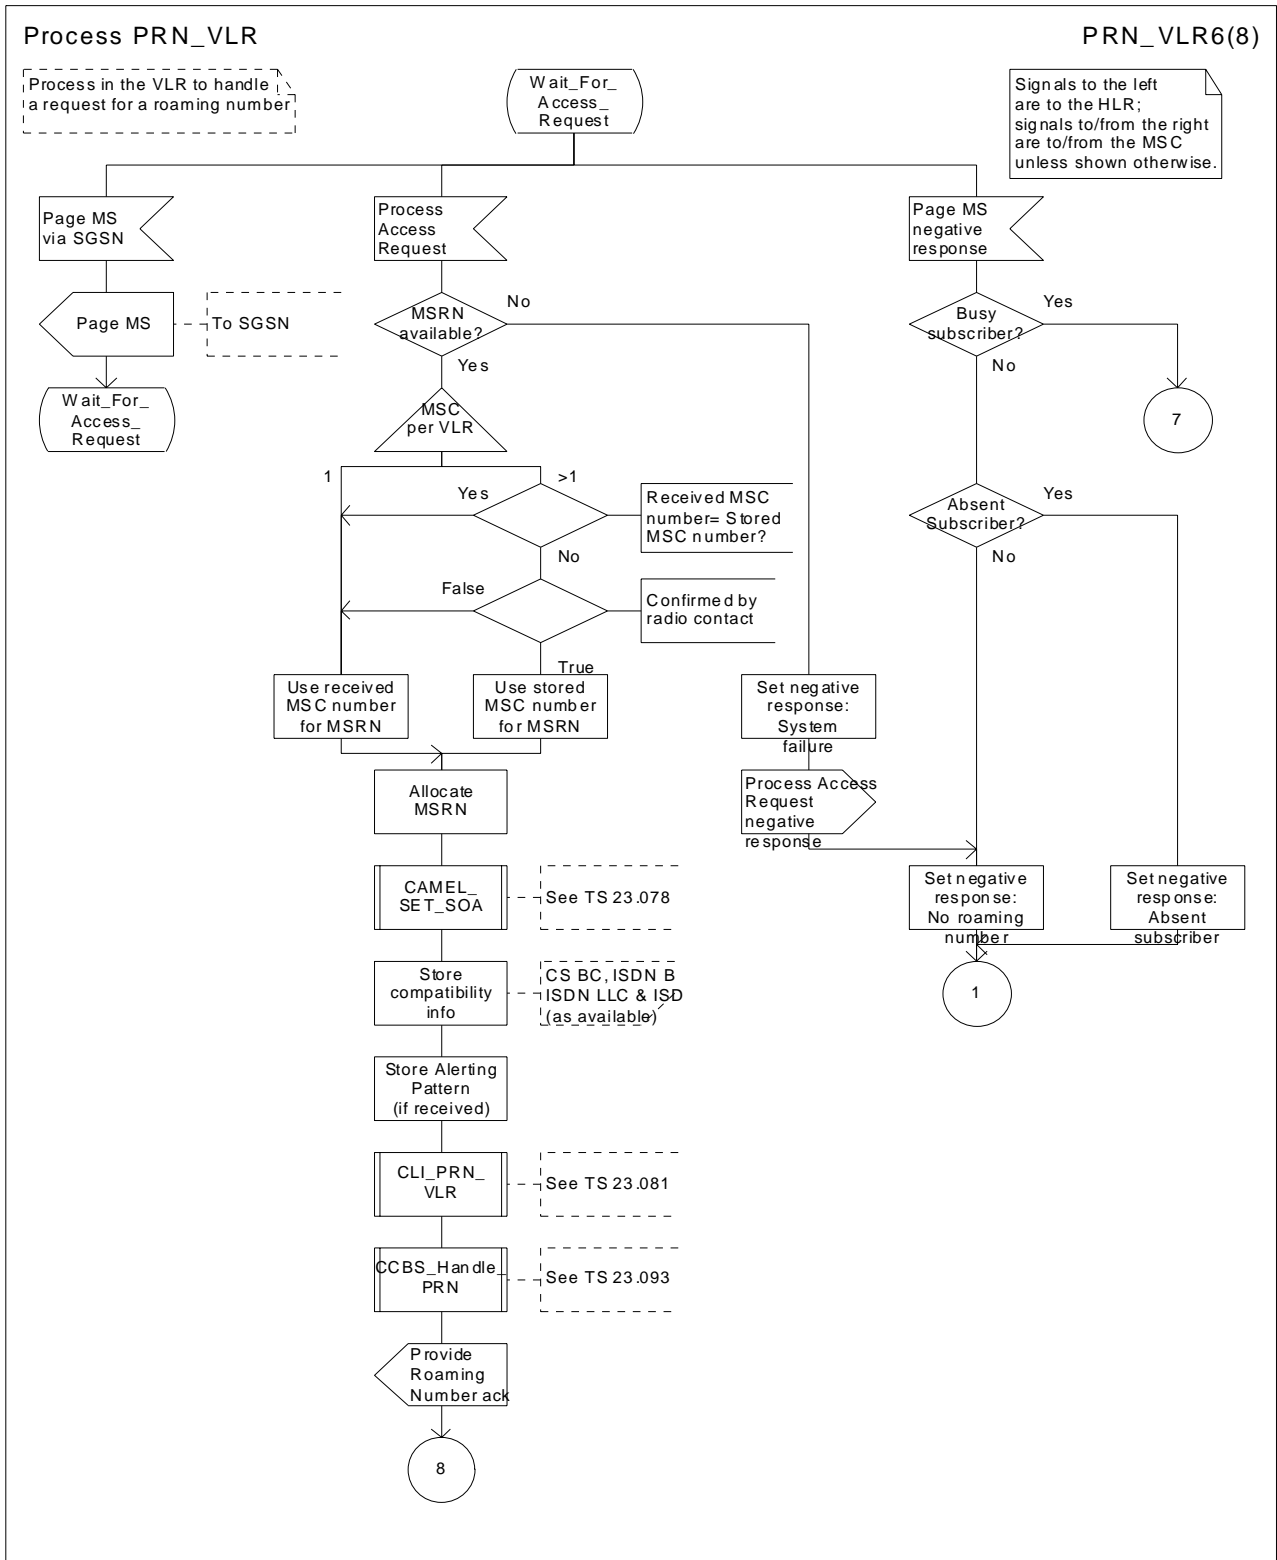 Process PRN_VLR
PRN_VLR6(8)
Process in the VLR to handle
a request for a roaming number
Wait_For_
Access_
Request
Signals to the left
are to the HLR;
signals to/from the right
are to/from the MSC
unless shown otherwise.
Page MS
via SGSN
Process
Access
Request
Page MS
negative
response
Page MS
To SGSN
MSRN
available?
No
Yes
Busy
subscriber?
Yes
No
Wait_For_
Access_
Request
MSC
per VLR
7
1
>1
Yes
Received MSC
number= Stored
MSC number?
No
Absent
Subscriber?
Yes
No
False
Confirmed by
radio contact
True
Use received
MSC number
for MSRN
Use stored
MSC number
for MSRN
Set negative
response:
System
failure
Allocate
MSRN
Process Access
Request
negative
response
CAMEL_
SET_SOA
See TS 23.078
Set negative
response:
No roaming
number
Set negative
response:
Absent
subscriber
Store
compatibility
info
CS BC, ISDN B
ISDN LLC & ISD
(as available)
1
Store Alerting
Pattern
(if received)
CLI_PRN_
VLR
See TS 23.081
CCBS_Handle_
PRN
See TS 23.093
Provide
Roaming
Number ack
8